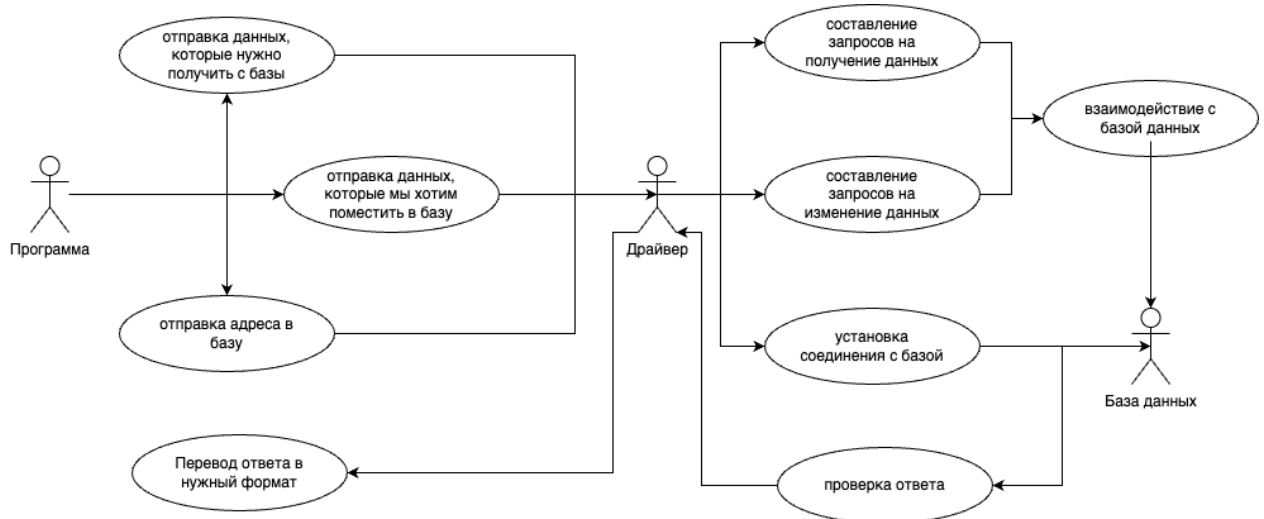 отправка данных,
которые нужно
получить с базы
составление
запросов на
получение данных
взаимодействие с
базой данных
Программа
отправка данных,
которые мы хотим
поместить в базу
Драйвер
составление
запросов на
изменение данных
отправка адреса в
базу
установка
соединения с базой
База данных
Перевод ответа в
нужный формат
проверка ответа